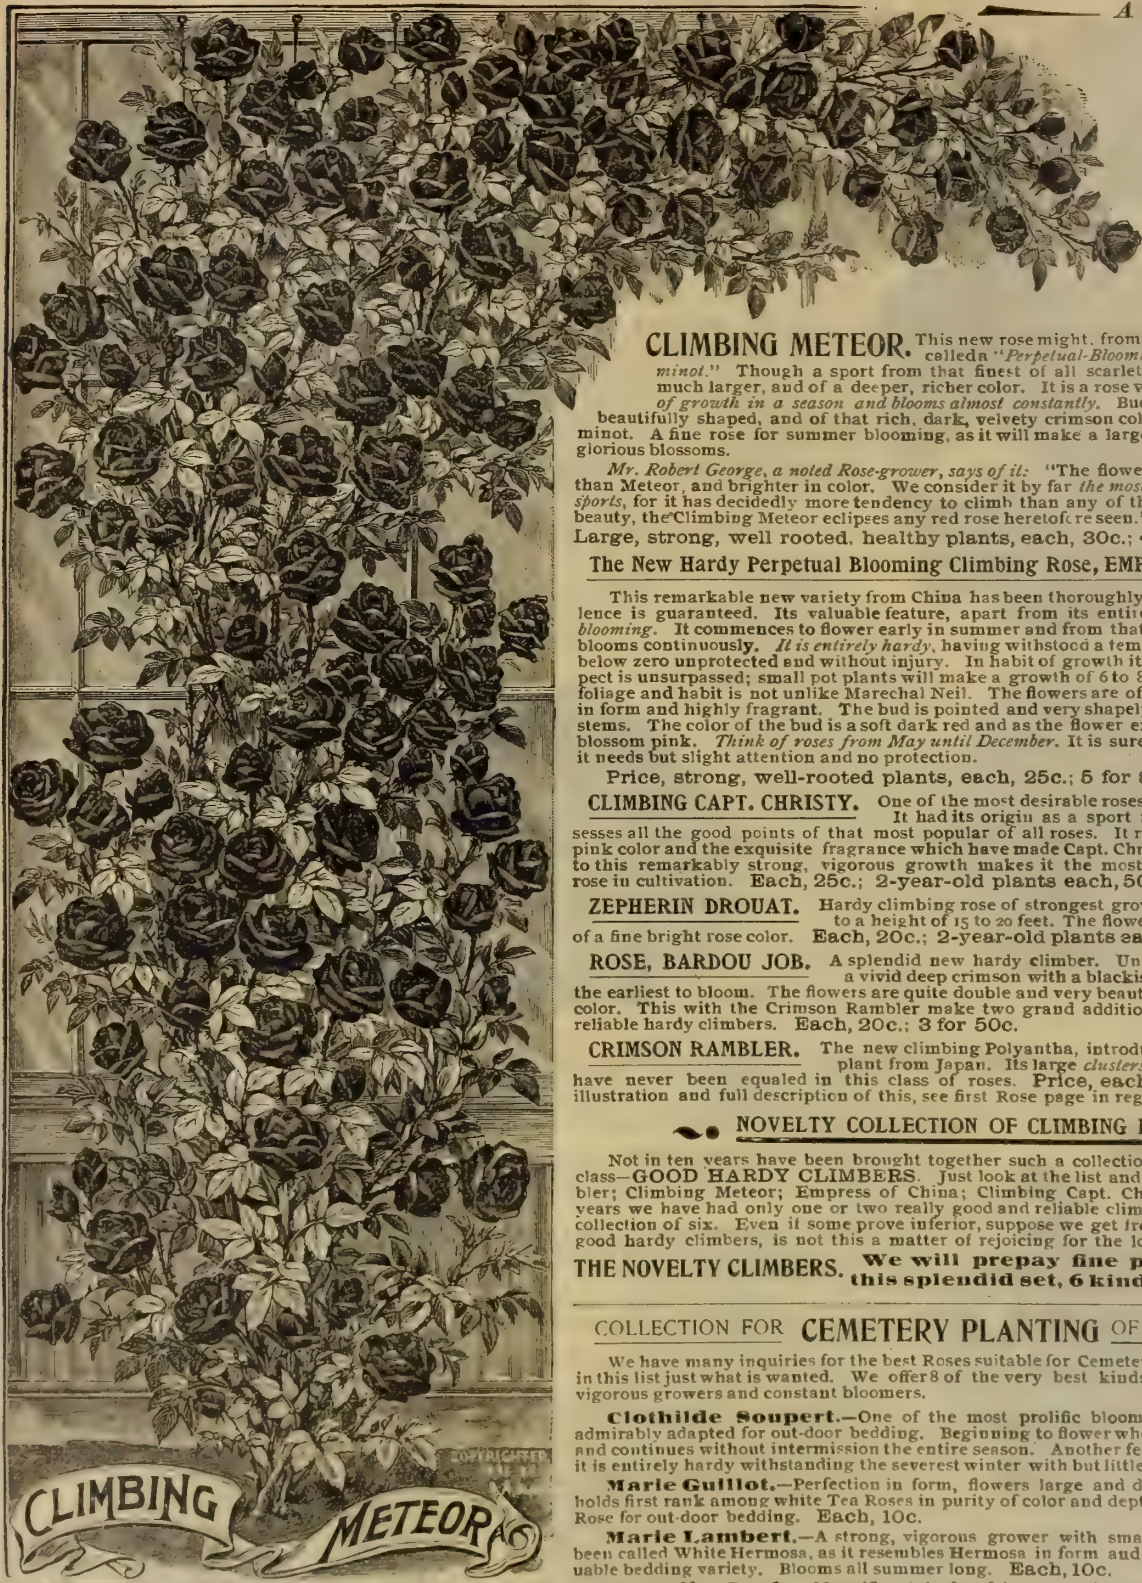 A
CLIMBING METEOR. This new rose might, from
called a "Perpetual-Bloom
minot." Though a sport from that finest of all scarlet
much larger, and of a deeper, richer color. It is a rose
of growth in a season and blooms almost constantly. Bu
beautifully shaped, and of that rich, dark, velvety crimson col
minot. A fine rose for summer blooming, as it will make a larg
glorious blossoms.
Mr. Robert George, a noted Rose-grower, says of it: "The flowe
than Meteor, and brighter in color. We consider it by far the mos
sports, for it has decidedly more tendency to climb than any of t
beauty, the Climbing Meteor eclipses any red rose heretofore seen.
Large, strong, well rooted, healthy plants, each, 30c.;
The New Hardy Perpetual Blooming Climbing Rose, EMP
This remarkable new variety from China has been thoroughly
lence is guaranteed. Its valuable feature, apart from its entir
blooming. It commences to flower early in summer and from that
blooms continuously. It is entirely hardy, having withstood a tem
below zero unprotected and without injury. In habit of growth it
pect is unsurpassed; small pot plants will make a growth of 6 to 8
foliage and habit is not unlike Marechal Neil. The flowers are of
in form and highly fragrant. The bud is pointed and very shapel
stems. The color of the bud is a soft dark red and as the flower e
blossom pink. Think of roses from May until December. It is sure
it needs but slight attention and no protection.
Price, strong, well-rooted plants, each, 25c.; 5 for
CLIMBING CAPT. CHRISTY. One of the most desirable roses
It had its origin as a sport
sesses all the good points of that most popular of all roses. It r
pink color and the exquisite fragrance which have made Capt. Chr
to this remarkably strong, vigorous growth makes it the most
rose in cultivation. Each, 25c.; 2-year-old plants each, 50
ZEPHERIN DROUAT. Hardy climbing rose of strongest gro
to a height of 15 to 20 feet. The flowe
of a fine bright rose color. Each, 20c.; 2-year-old plants ea
ROSE, BARDOU JOB. A splendid new hardy climber. Un
a vivid deep crimson with a blackis
the earliest to bloom. The flowers are quite double and very beaut
color. This with the Crimson Rambler make two grand additio
reliable hardy climbers. Each, 20c.; 3 for 50c.
CRIMSON RAMBLER. The new climbing Polyantha, introd
plant from Japan. Its large clusters
have never been equaled in this class of roses. Price, each
illustration and full description of this, see first Rose page in reg
NOVELTY COLLECTION OF CLIMBING
Not in ten years have been brought together such a collectio
class—GOOD HARDY CLIMBERS. Just look at the list and
bler; Climbing Meteor; Empress of China; Climbing Capt. Ch
years we have had only one or two really good and reliable clim
collection of six. Even if some prove inferior, suppose we get fr
good hardy climbers, is not this a matter of rejoicing for the l
THE NOVELTY CLIMBERS. We will prepay fine p
this splendid set, 6 kind
COLLECTION FOR CEMETERY PLANTING OF
We have many inquiries for the best Roses suitable for Cemete
in this list just what is wanted. We offer 8 of the very best kind
vigorous growers and constant bloomers.
Clothilde Soupert.—One of the most prolific bloom
admirably adapted for out-door bedding. Beginning to flower wh
and continues without intermission the entire season. Another fe
it is entirely hardy withstanding the severest winter with but little
Marie Guillot.—Perfection in form, flowers large and d
holds first rank among white Tea Roses in purity of color and dept
Rose for out-door bedding. Each, 10c.
Marie Lambert.—A strong, vigorous grower with sma
been called White Hermosa, as it resembles Hermosa in form and
uable bedding variety. Blooms all summer long. Each, 10c.
COPYRIGHTED
CLIMBING METEOR